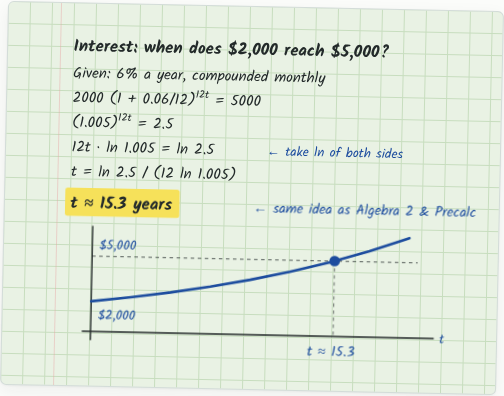 Interest: when does $2,000 reach $5,000?
Given: 6% a year, compounded monthly
2000 (1 + 0.06/12)^12t = 5000
(1.005)^12t = 2.5
12t · ln 1.005 = ln 2.5 ← take ln of both sides
t = ln 2.5 / (12 ln 1.005)
t ≈ 15.3 years ← same idea as Algebra 2 & Precalc
$5,000
$2,000
t
t ≈ 15.3